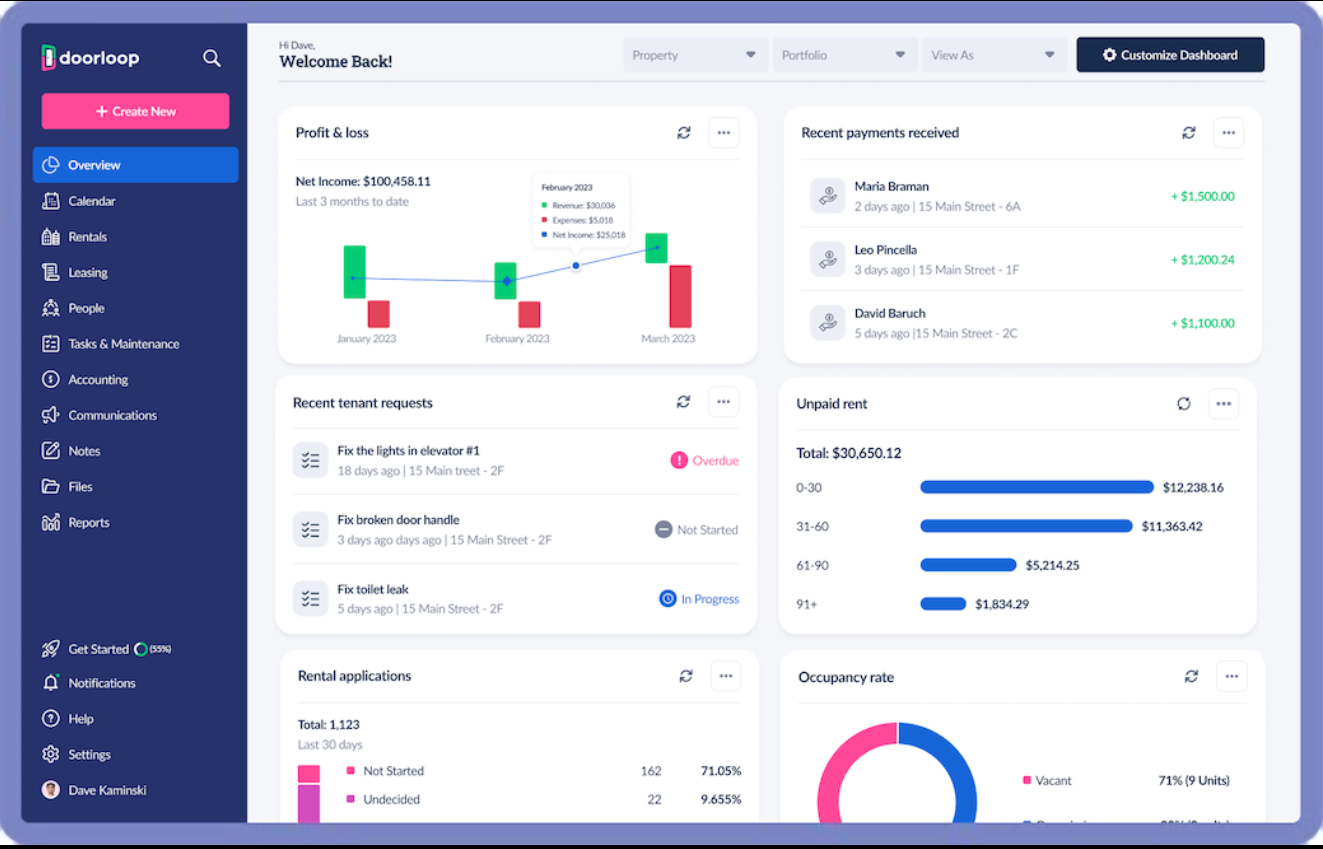 doorloop
+ Create New
Overview
Calendar
Rentals
Leasing
People
Tasks & Maintenance
Accounting
Communications
Notes
Files
Reports
Get Started (55%)
Notifications
Help
Settings
Dave Kaminski
Hi Dave,
Welcome Back!
Property
Portfolio
View As
Customize Dashboard
Profit & loss
Net Income: $100,458.11
Last 3 months to date
February 2023
Revenue: $30,036
Expenses: $5,018
Net Income: $25,018
January 2023
February 2023
March 2023
Recent payments received
Maria Braman
2 days ago | 15 Main Street - 6A
+ $1,500.00
Leo Pincella
3 days ago | 15 Main Street - 1F
+ $1,200.24
David Baruch
5 days ago |15 Main Street - 2C
+ $1,100.00
Recent tenant requests
Fix the lights in elevator #1
18 days ago | 15 Main treet - 2F
Overdue
Fix broken door handle
3 days ago days ago | 15 Main Street - 2F
Not Started
Fix toilet leak
5 days ago | 15 Main Street - 2F
In Progress
Unpaid rent
Total: $30,650.12
0-30 $12,238.16
31-60 $11,363.42
61-90 $5,214.25
91+ $1,834.29
Rental applications
Total: 1,123
Last 30 days
Not Started 162 71.05%
Undecided 22 9.655%
Occupancy rate
Vacant 71% (9 Units)